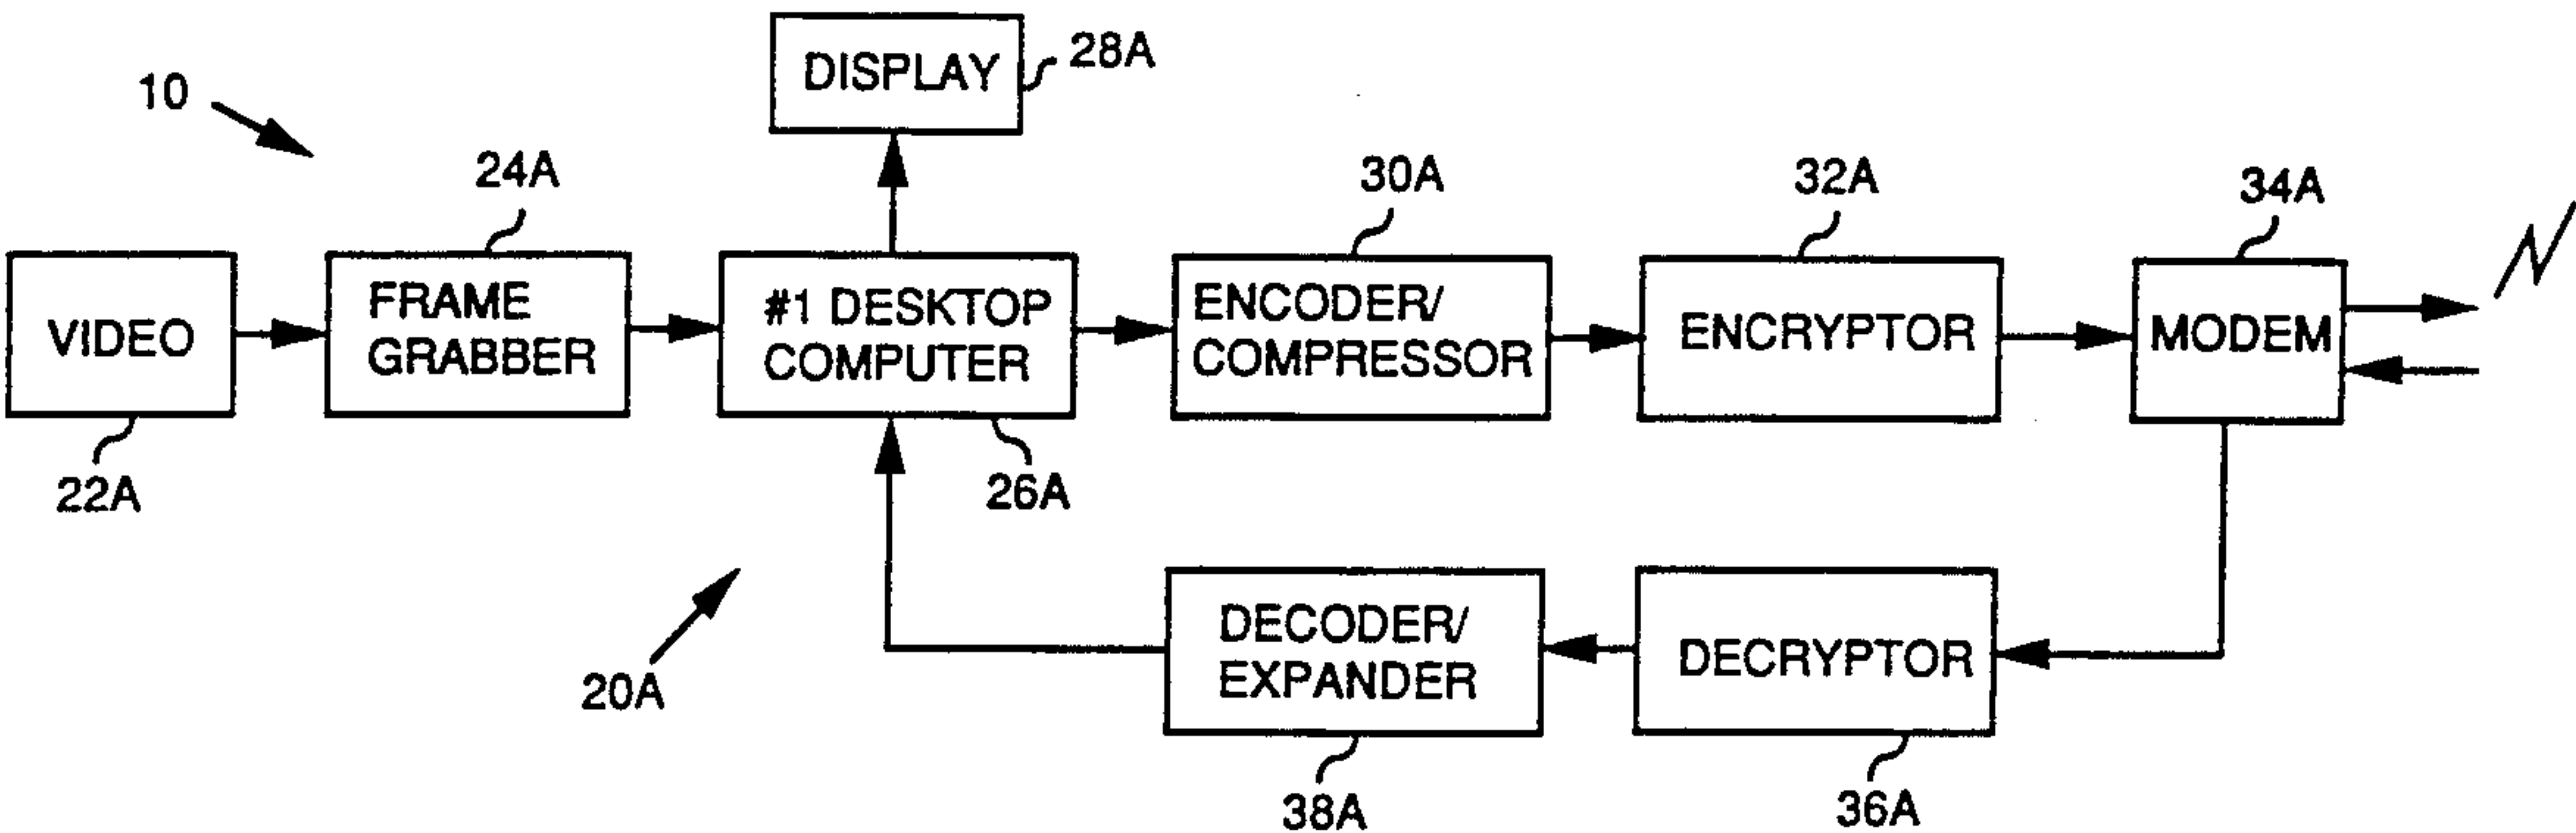 DISPLAY
28A
10
24A
30A
32A
34A
VIDEO
FRAME
GRABBER
#1 DESKTOP
COMPUTER
ENCODER/
COMPRESSOR
ENCRYPTOR
MODEM
22A
26A
20A
DECODER/
EXPANDER
DECRYPTOR
38A
36A